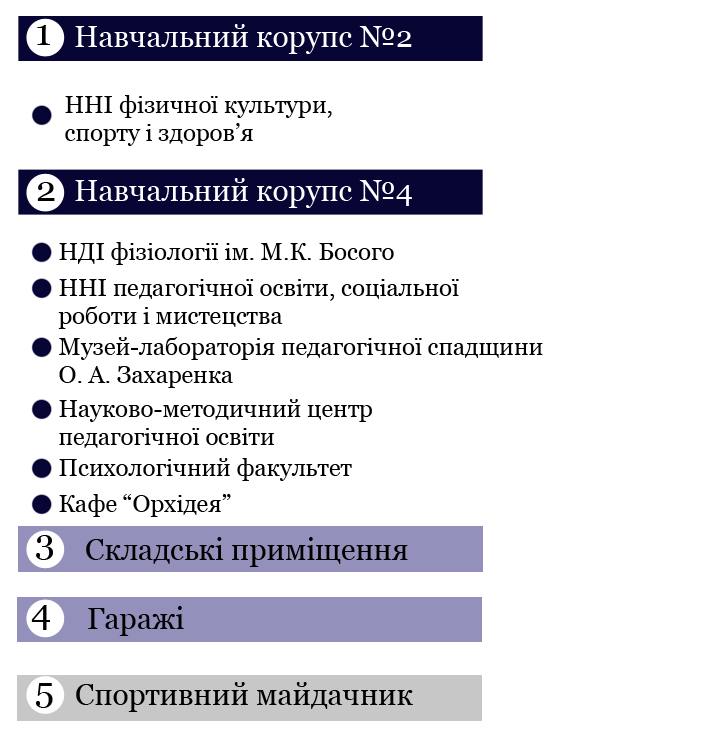 1 Навчальний корупс №2
ННІ фізичної культури,
спорту і здоров’я
2 Навчальний корупс №4
НДІ фізіології ім. М.К. Босого
ННІ педагогічної освіти, соціальної
роботи і мистецтва
Музей-лабораторія педагогічної спадщини
О. А. Захаренка
Науково-методичний центр
педагогічної освіти
Психологічний факультет
Кафе “Орхідея”
3 Складські приміщення
4 Гаражі
5 Спортивний майдачник